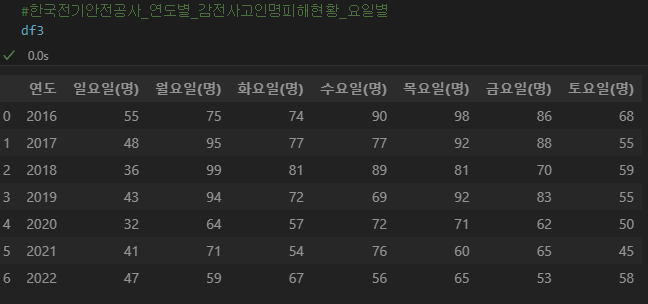 #한국전기안전공사_연도별_감전사고인명피해현황_요일별
df3
0.0s
연도 일요일(명) 월요일(명) 화요일(명) 수요일(명) 목요일(명) 금요일(명) 토요일(명)
0 2016 55 75 74 90 98 86 68
1 2017 48 95 77 77 92 88 55
2 2018 36 99 81 89 81 70 59
3 2019 43 94 72 69 92 83 55
4 2020 32 64 57 72 71 62 50
5 2021 41 71 54 76 60 65 45
6 2022 47 59 67 56 65 53 58